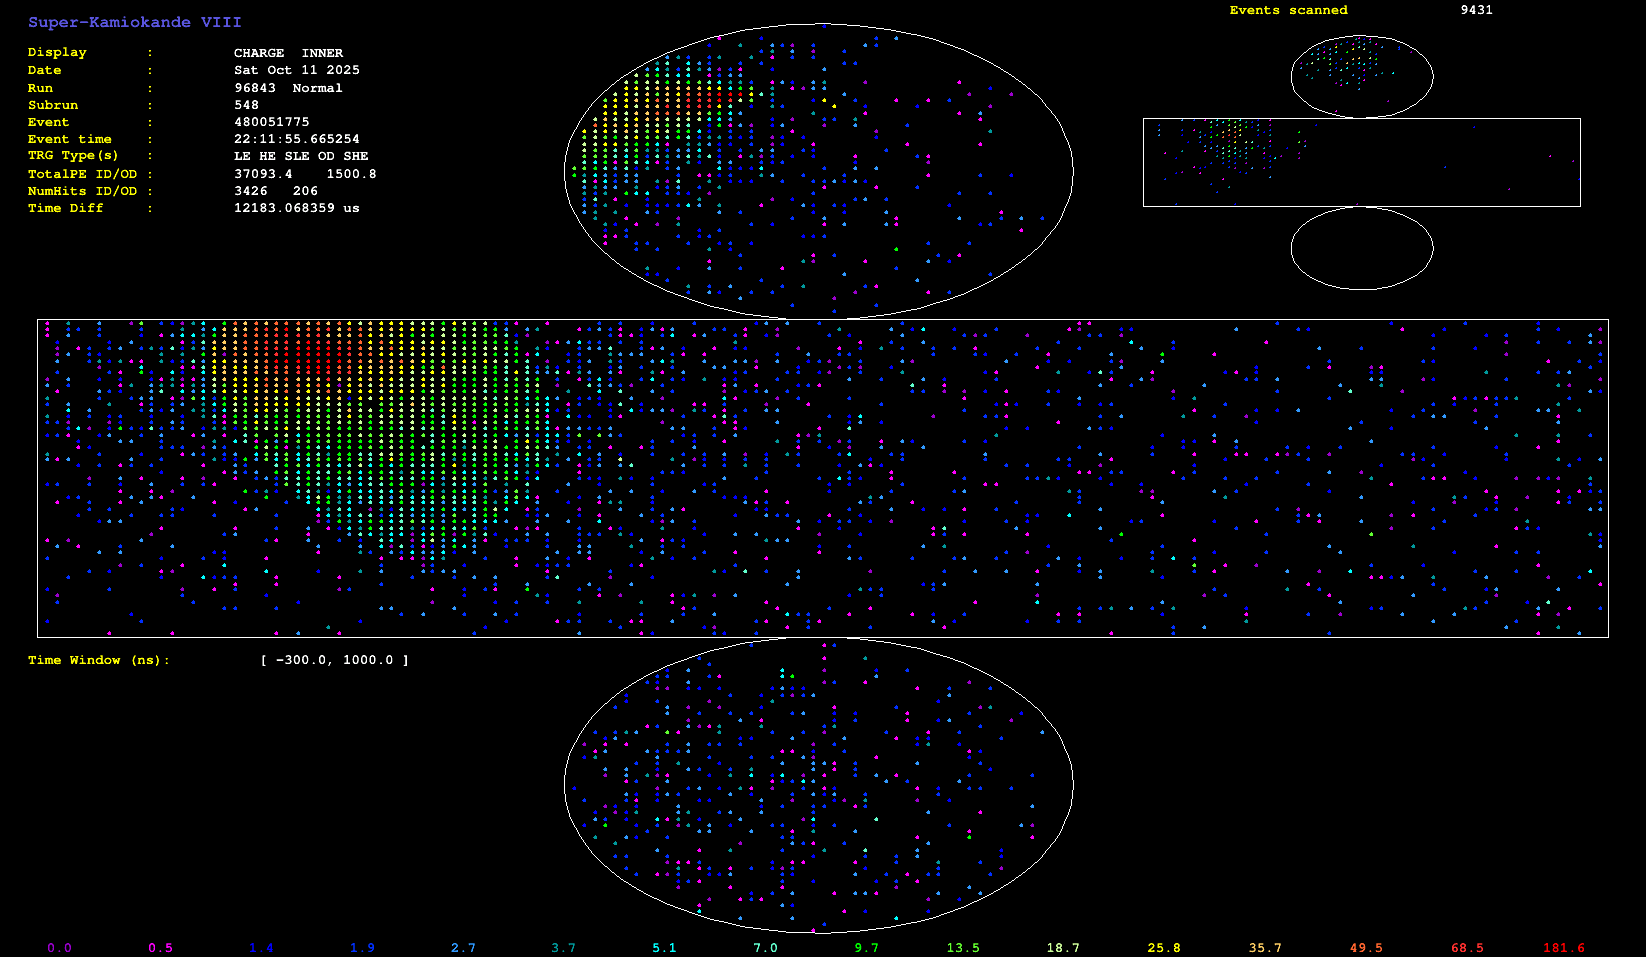 Super-Kamiokande VIII
Events scanned 9431
Display : CHARGE INNER
Date : Sat Oct 11 2025
Run : 96843 Normal
Subrun : 548
Event : 480051775
Event time : 22:11:55.665254
TRG Type(s) : LE HE SLE OD SHE
TotalPE ID/OD : 37093.4 1500.8
NumHits ID/OD : 3426 206
Time Diff : 12183.068359 us
Time Window (ns): [ -300.0, 1000.0 ]
0.0 0.5 1.4 1.9 2.7 3.7 5.1 7.0 9.7 13.5 18.7 25.8 35.7 49.5 68.5 181.6